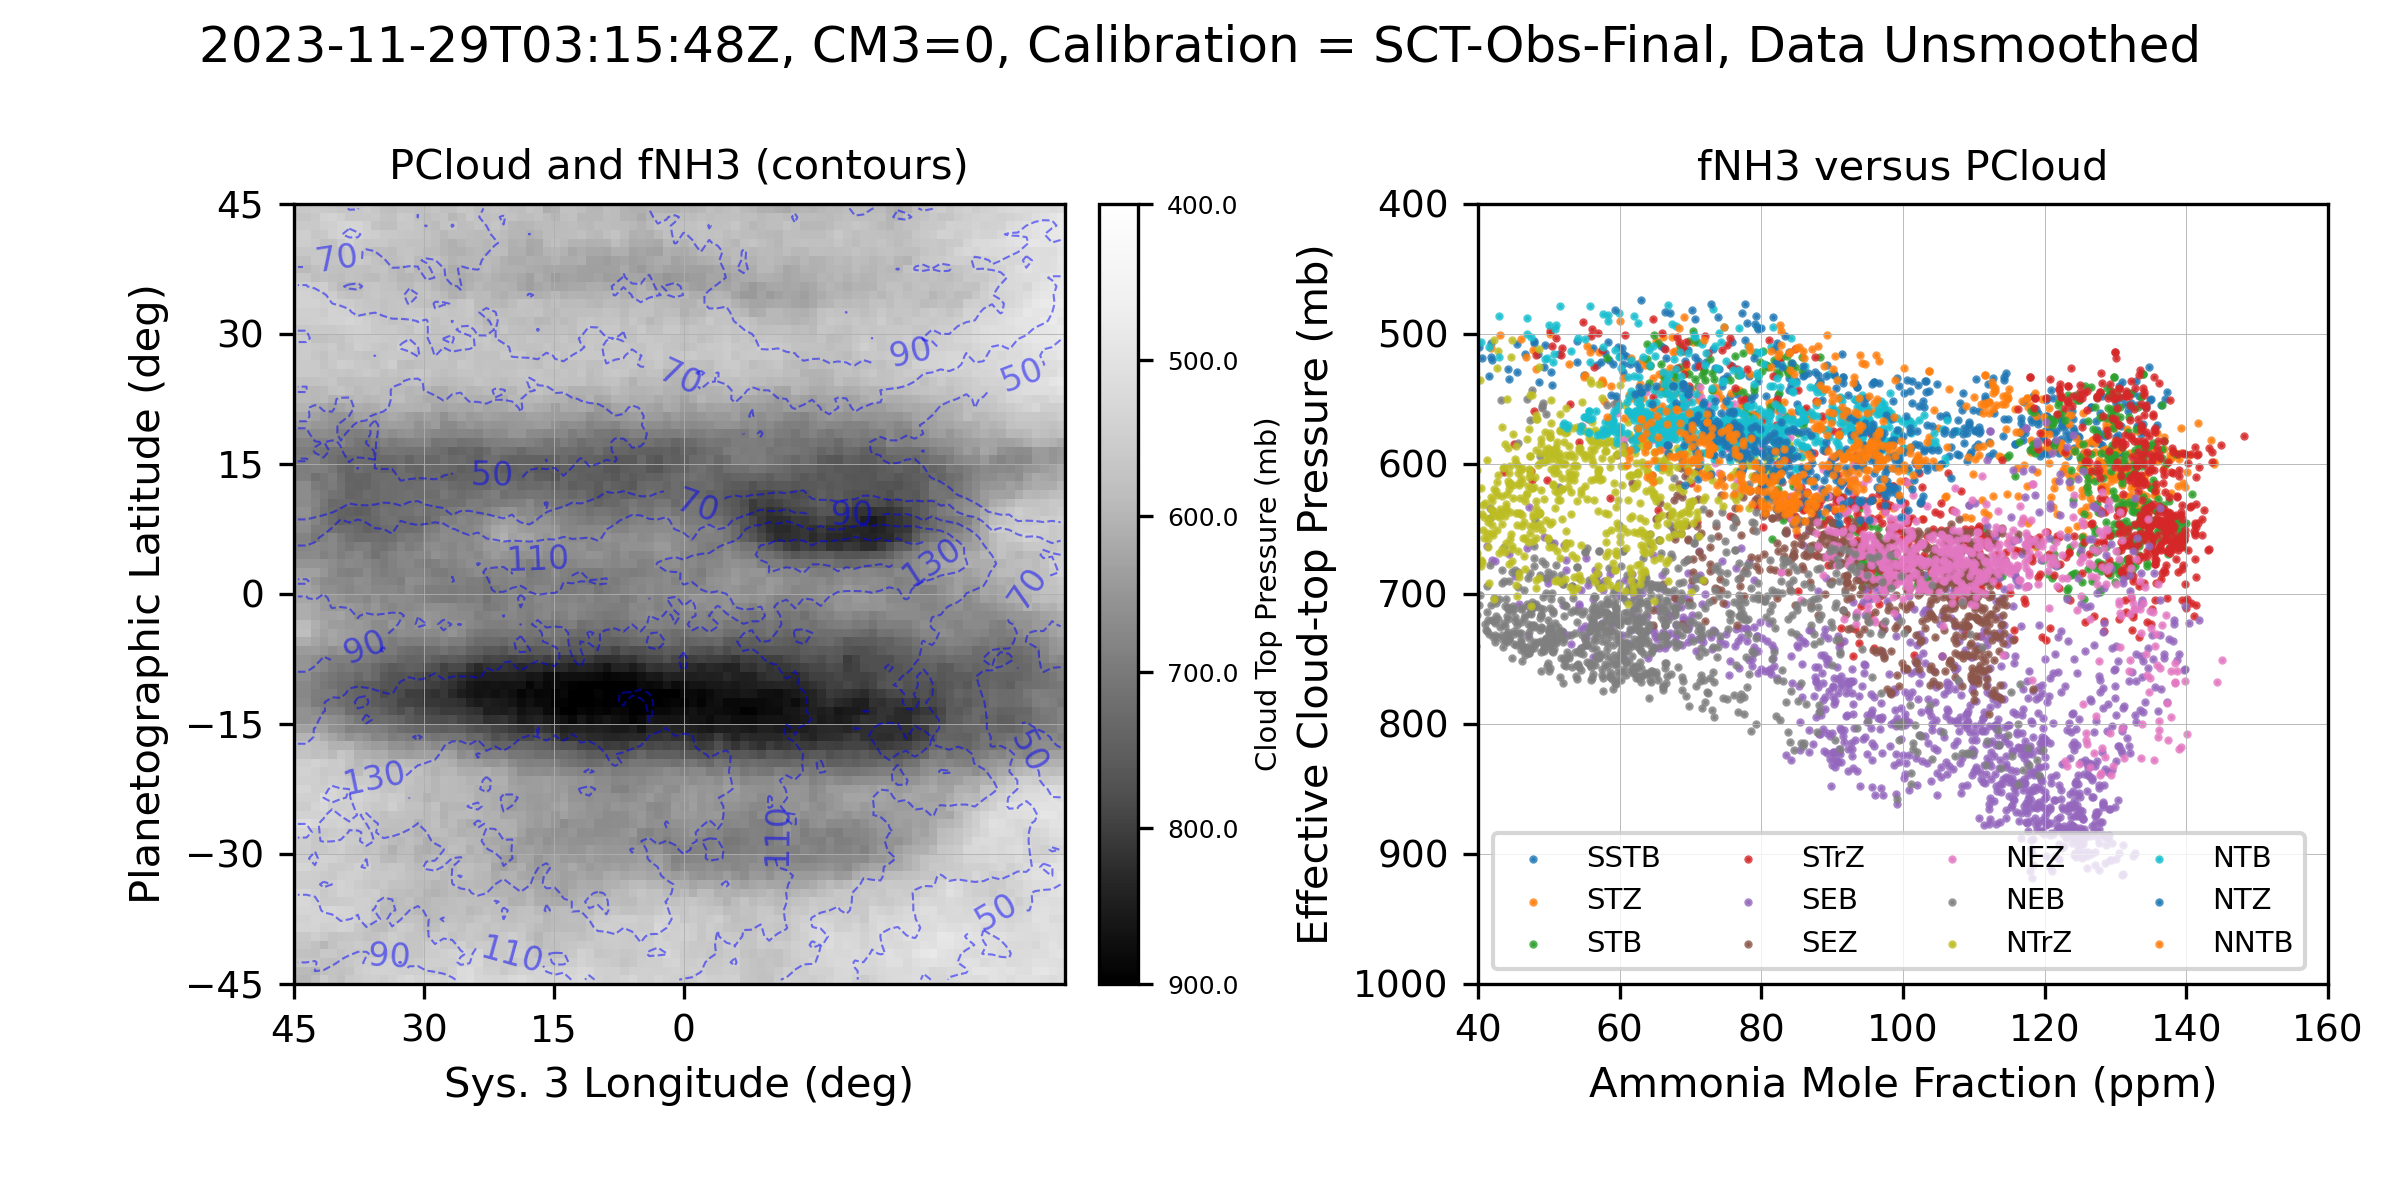 2023-11-29T03:15:48Z, CM3=0, Calibration = SCT-Obs-Final, Data Unsmoothed
PCloud and fNH3 (contours)
Planetographic Latitude (deg)
45
30
15
0
−15
−30
−45
45
30
15
0
Sys. 3 Longitude (deg)
70
90
70
50
50
70
90
110
130
70
90
130
50
110
50
90
110
400.0
500.0
600.0
700.0
800.0
900.0
Cloud Top Pressure (mb)
fNH3 versus PCloud
Effective Cloud-top Pressure (mb)
400
500
600
700
800
900
1000
SSTB
STZ
STB
STrZ
SEB
SEZ
NEZ
NEB
NTrZ
NTB
NTZ
NNTB
40
60
80
100
120
140
160
Ammonia Mole Fraction (ppm)